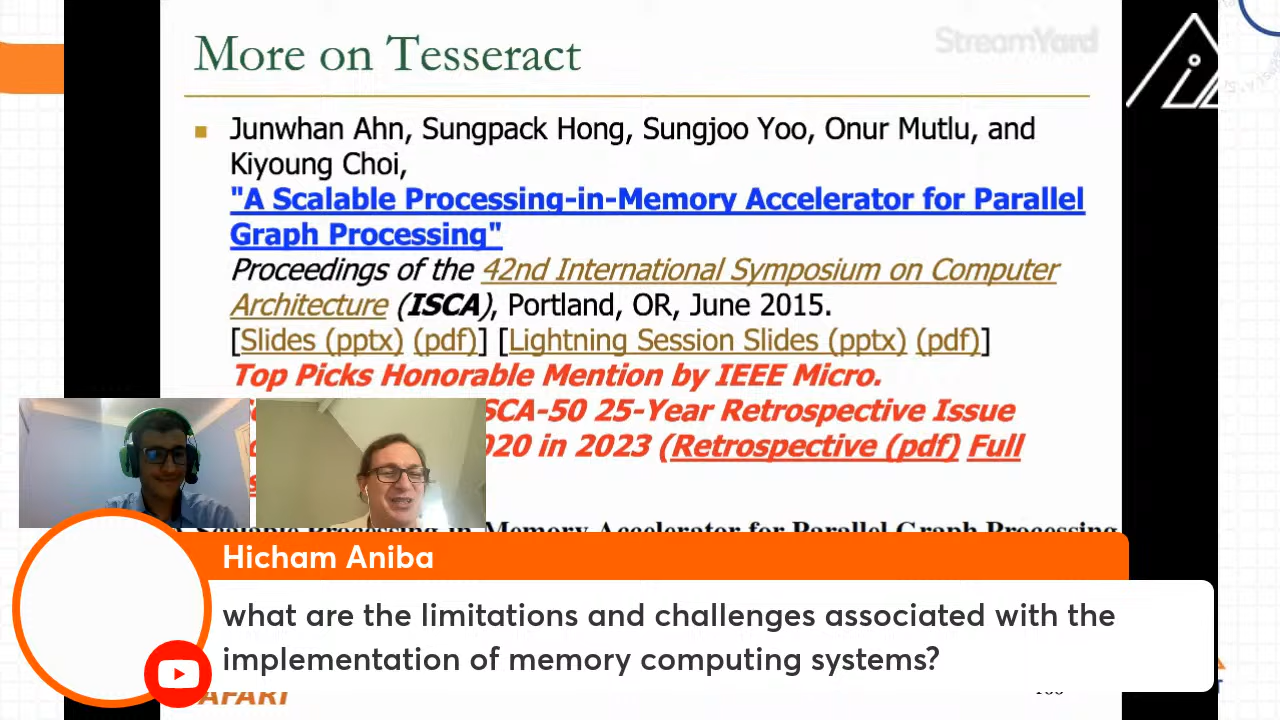 More on Tesseract
StreamYard
Junwhan Ahn, Sungpack Hong, Sungjoo Yoo, Onur Mutlu, and
Kiyoung Choi,
"A Scalable Processing-in-Memory Accelerator for Parallel
Graph Processing"
Proceedings of the 42nd International Symposium on Computer
Architecture (ISCA), Portland, OR, June 2015.
[Slides (pptx) (pdf)] [Lightning Session Slides (pptx) (pdf)]
Top Picks Honorable Mention by IEEE Micro.
SCA-50 25-Year Retrospective Issue
020 in 2023 (Retrospective (pdf) Full
Scalable Processing-in-Memory Accelerator for Parallel Graph Processing
Hicham Aniba
what are the limitations and challenges associated with the
implementation of memory computing systems?
AFARI